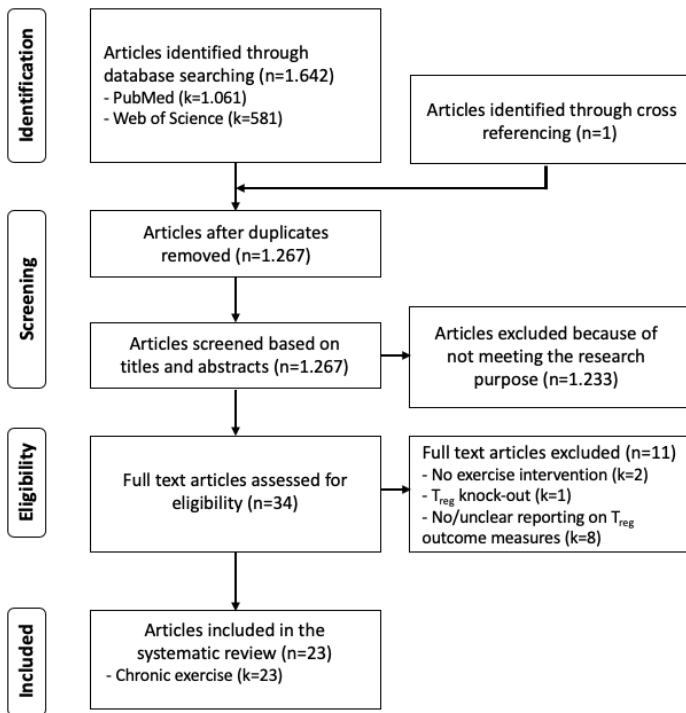 Identification
Articles identified through
database searching (n=1.642)
- PubMed (k=1.061)
- Web of Science (k=581)
Articles identified through cross
referencing (n=1)
Screening
Articles after duplicates
removed (n=1.267)
Articles screened based on
titles and abstracts (n=1.267)
Articles excluded because of
not meeting the research
purpose (n=1.233)
Eligibility
Full text articles assessed for
eligibility (n=34)
Full text articles excluded (n=11)
- No exercise intervention (k=2)
- Treg knock-out (k=1)
- No/unclear reporting on Treg
outcome measures (k=8)
Included
Articles included in the
systematic review (n=23)
- Chronic exercise (k=23)